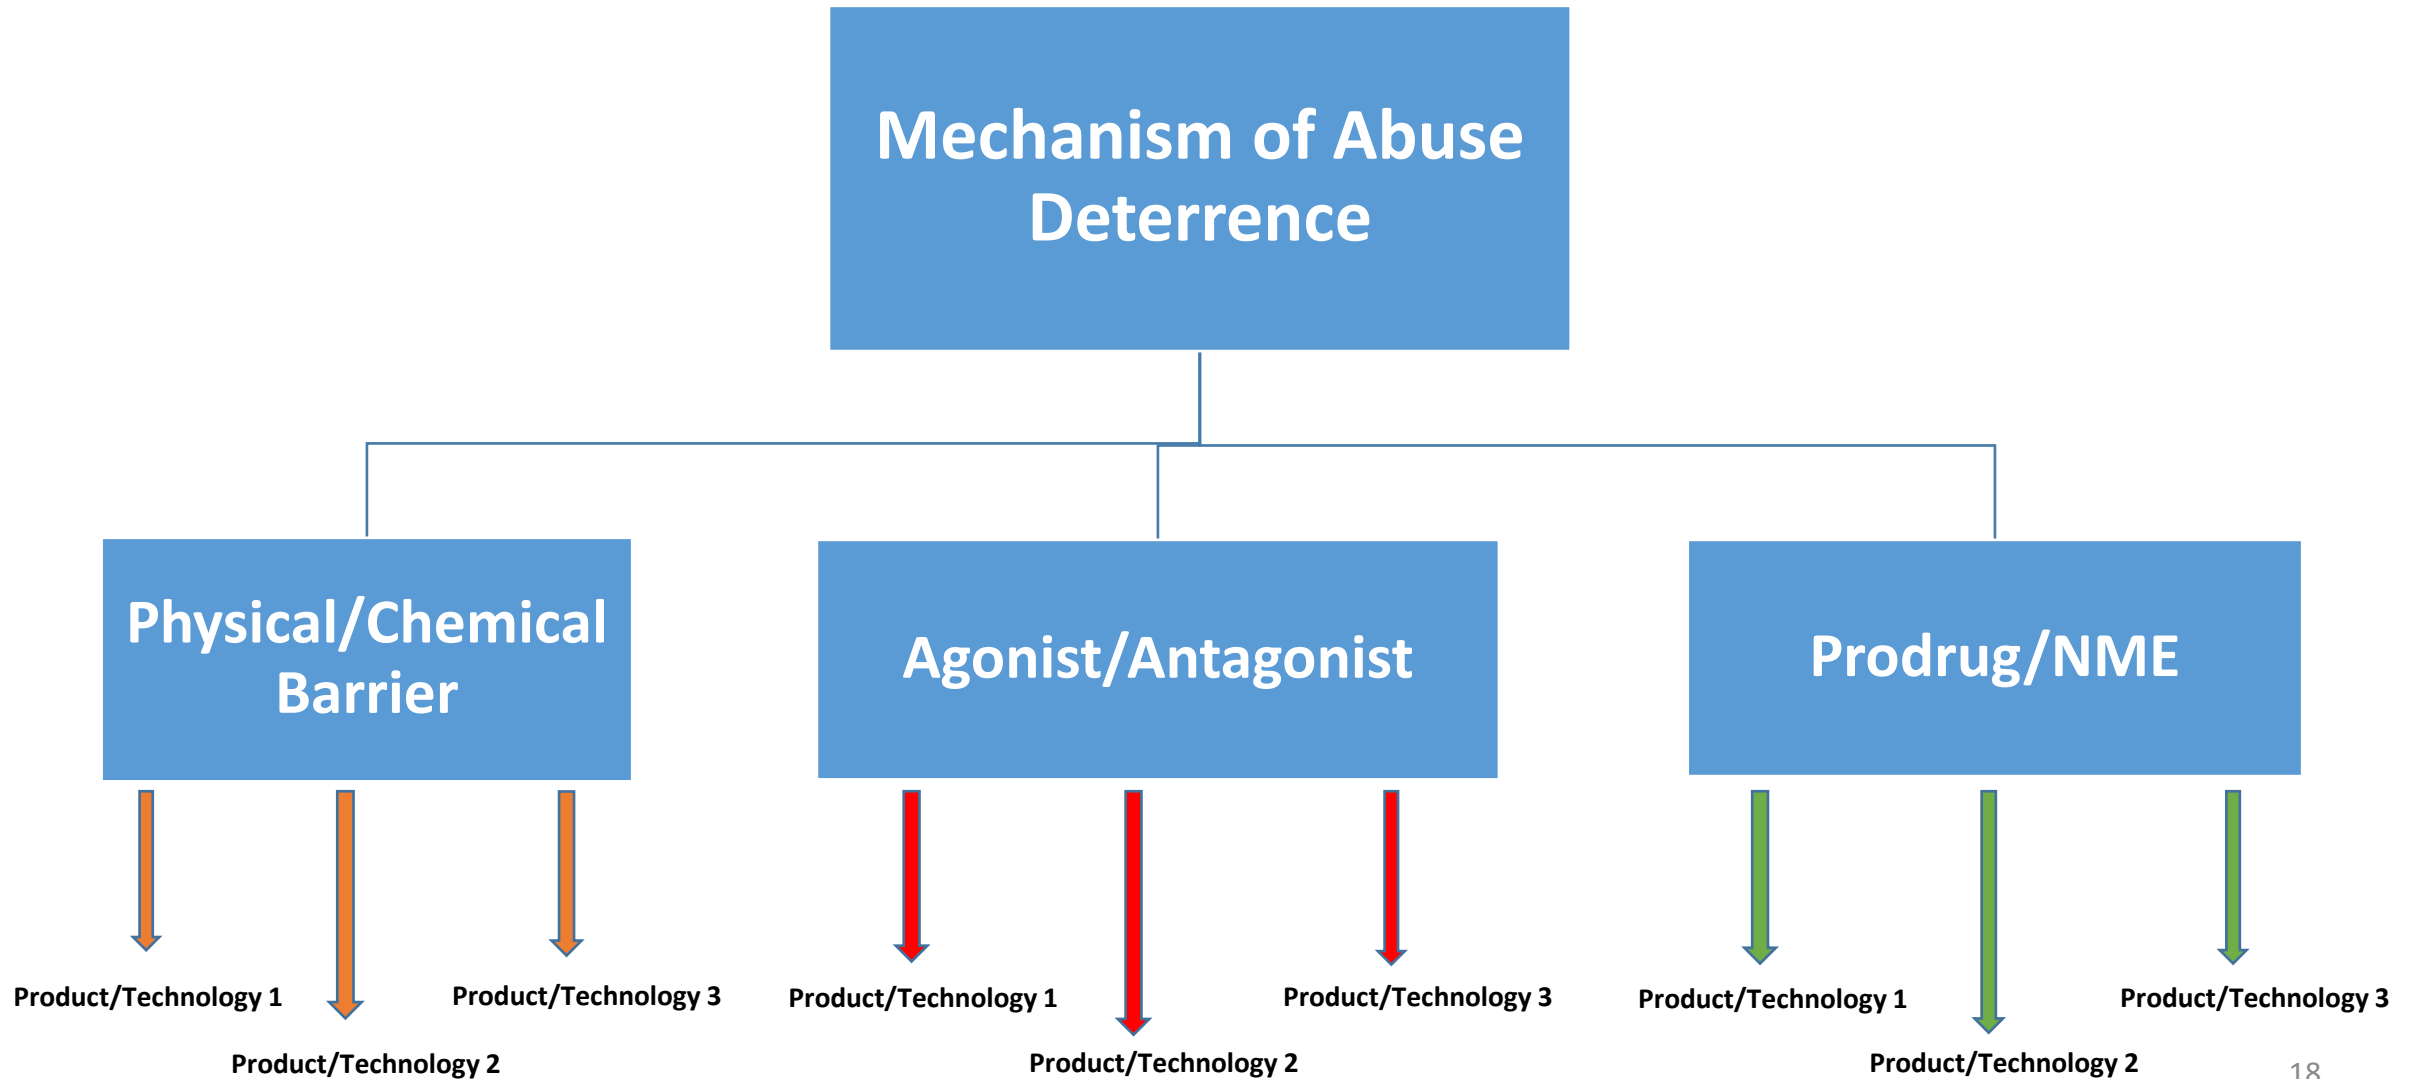 Mechanism of Abuse
Deterrence
Physical/Chemical
Barrier
Agonist/Antagonist
Prodrug/NME
Product/Technology 1
Product/Technology 2
Product/Technology 3
Product/Technology 1
Product/Technology 2
Product/Technology 3
Product/Technology 1
Product/Technology 2
Product/Technology 3
18